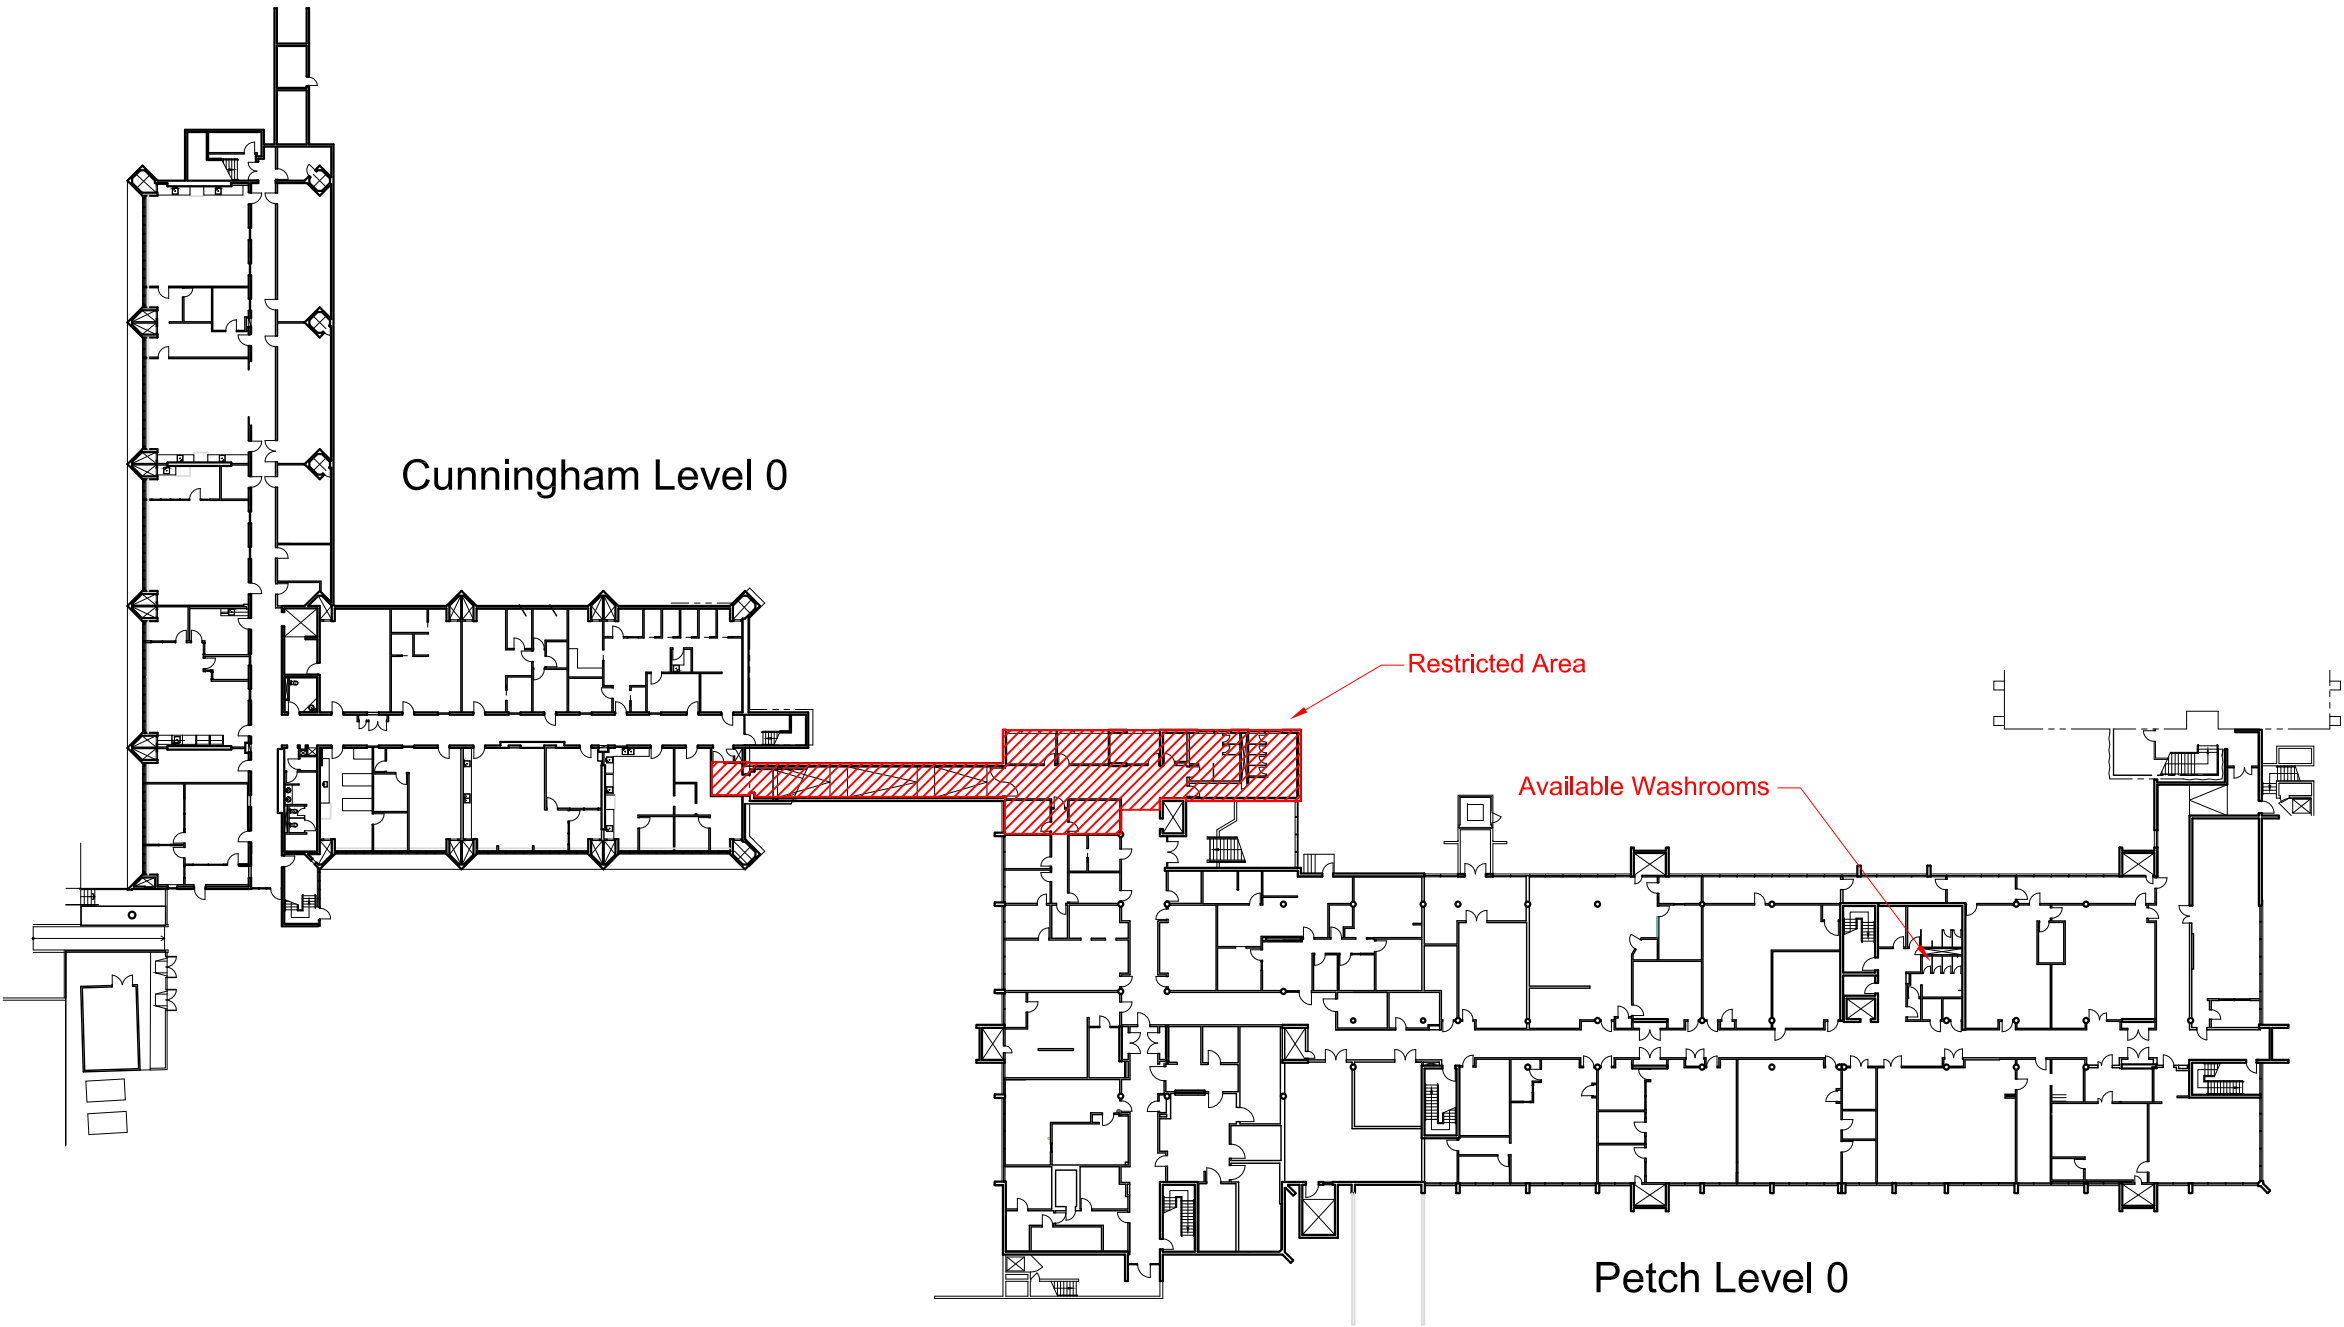 Cunningham Level 0
Restricted Area
Available Washrooms
Petch Level 0